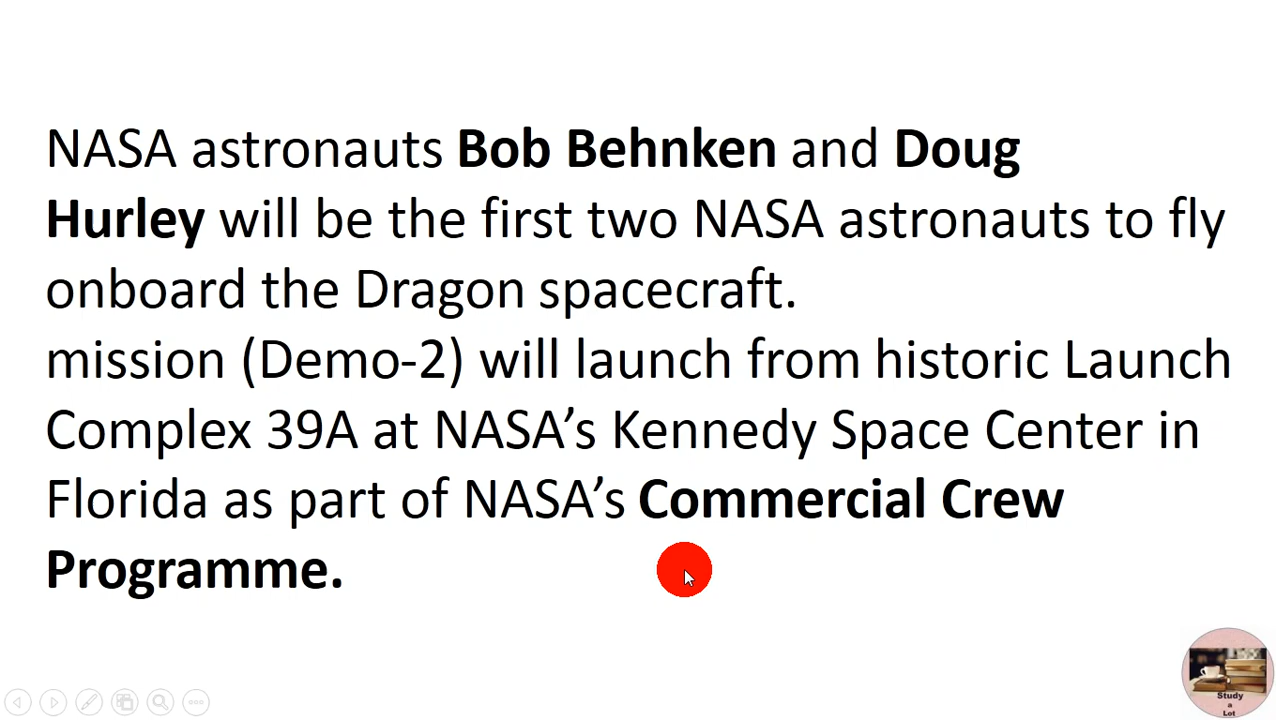 NASA astronauts Bob Behnken and Doug
Hurley will be the first two NASA astronauts to fly
onboard the Dragon spacecraft.
mission (Demo-2) will launch from historic Launch
Complex 39A at NASA’s Kennedy Space Center in
Florida as part of NASA’s Commercial Crew
Programme.
Study
a
Lot